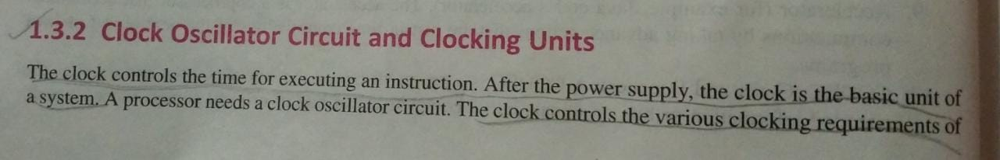 1.3.2 Clock Oscillator Circuit and Clocking Units
The clock controls the time for executing an instruction. After the power supply, the clock is the basic unit of
a system. A processor needs a clock oscillator circuit. The clock controls the various clocking requirements of